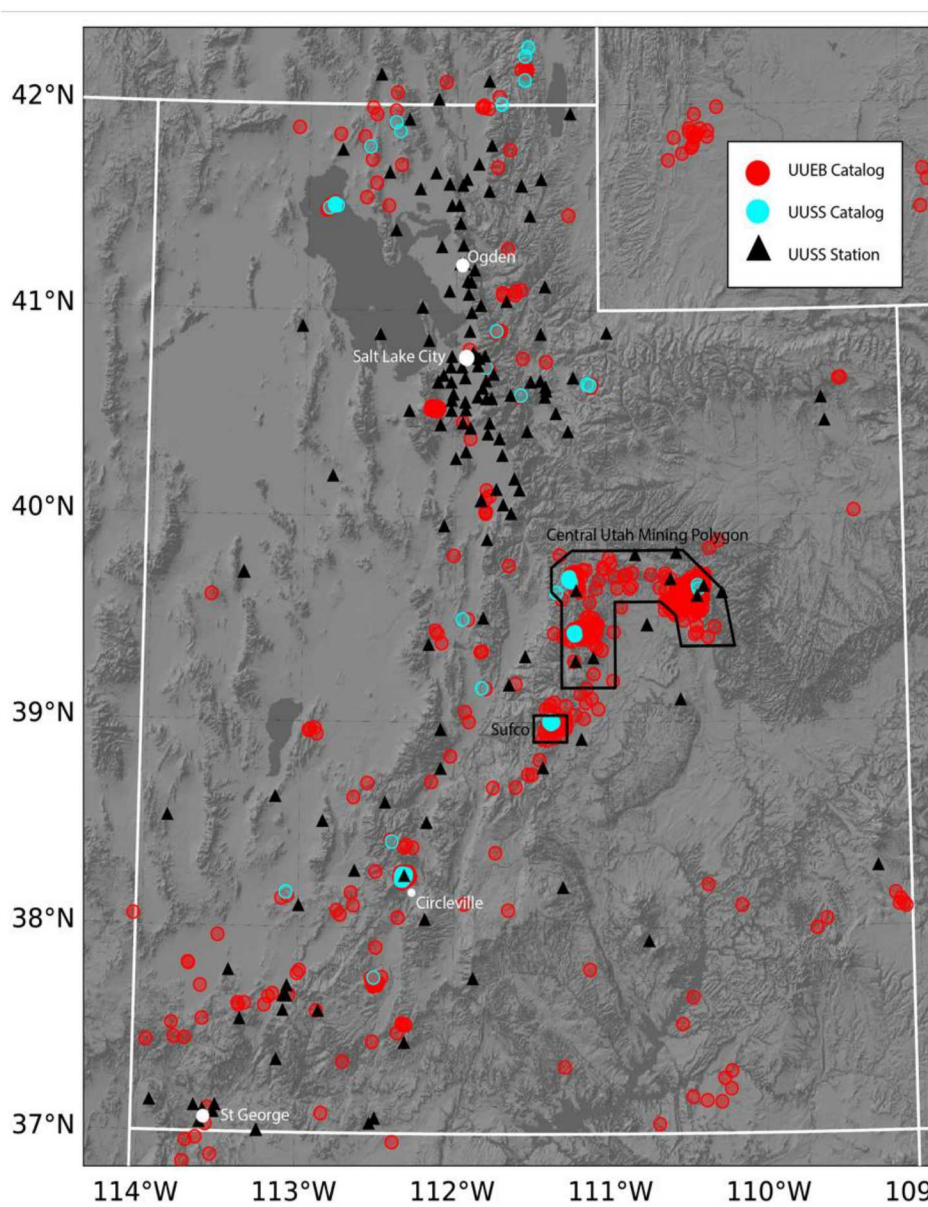 42°N
UUEB Catalog
UUSS Catalog
UUSS Station
Ogden
41°N
Salt Lake City
40°N
Central Utah Mining Polygon
39°N
Sufco
Circleville
38°N
St George
37°N
114°W 113°W 112°W 111°W 110°W 109